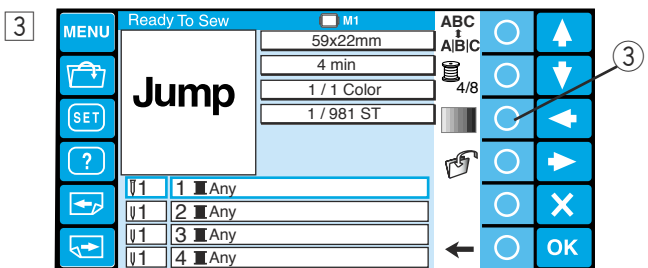 3
MENU
Ready To Sew
M1
ABC
A|B|C
59x22mm
4 min
4/8
1 / 1 Color
3
Jump
SET
1 / 981 ST
?
1 1 Any
1 2 Any
1 3 Any
1 4 Any
X
OK